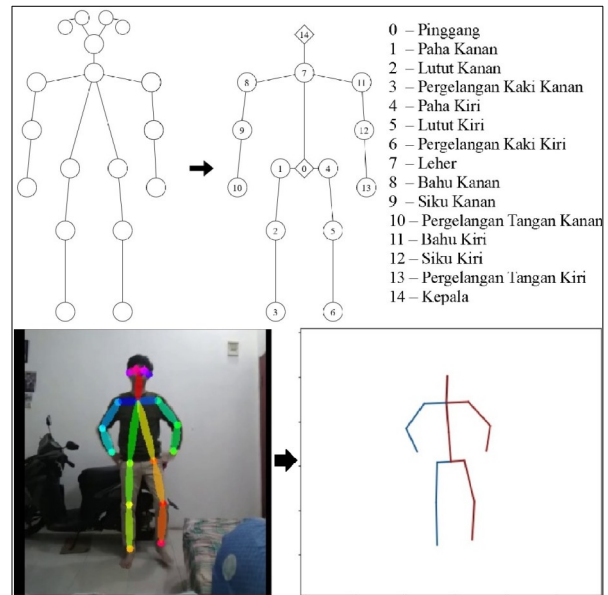 14
7
8
11
9
12
1
0
4
10
13
2
5
3
6
0 – Pinggang
1 – Paha Kanan
2 – Lutut Kanan
3 – Pergelangan Kaki Kanan
4 – Paha Kiri
5 – Lutut Kiri
6 – Pergelangan Kaki Kiri
7 – Leher
8 – Bahu Kanan
9 – Siku Kanan
10 – Pergelangan Tangan Kanan
11 – Bahu Kiri
12 – Siku Kiri
13 – Pergelangan Tangan Kiri
14 – Kepala